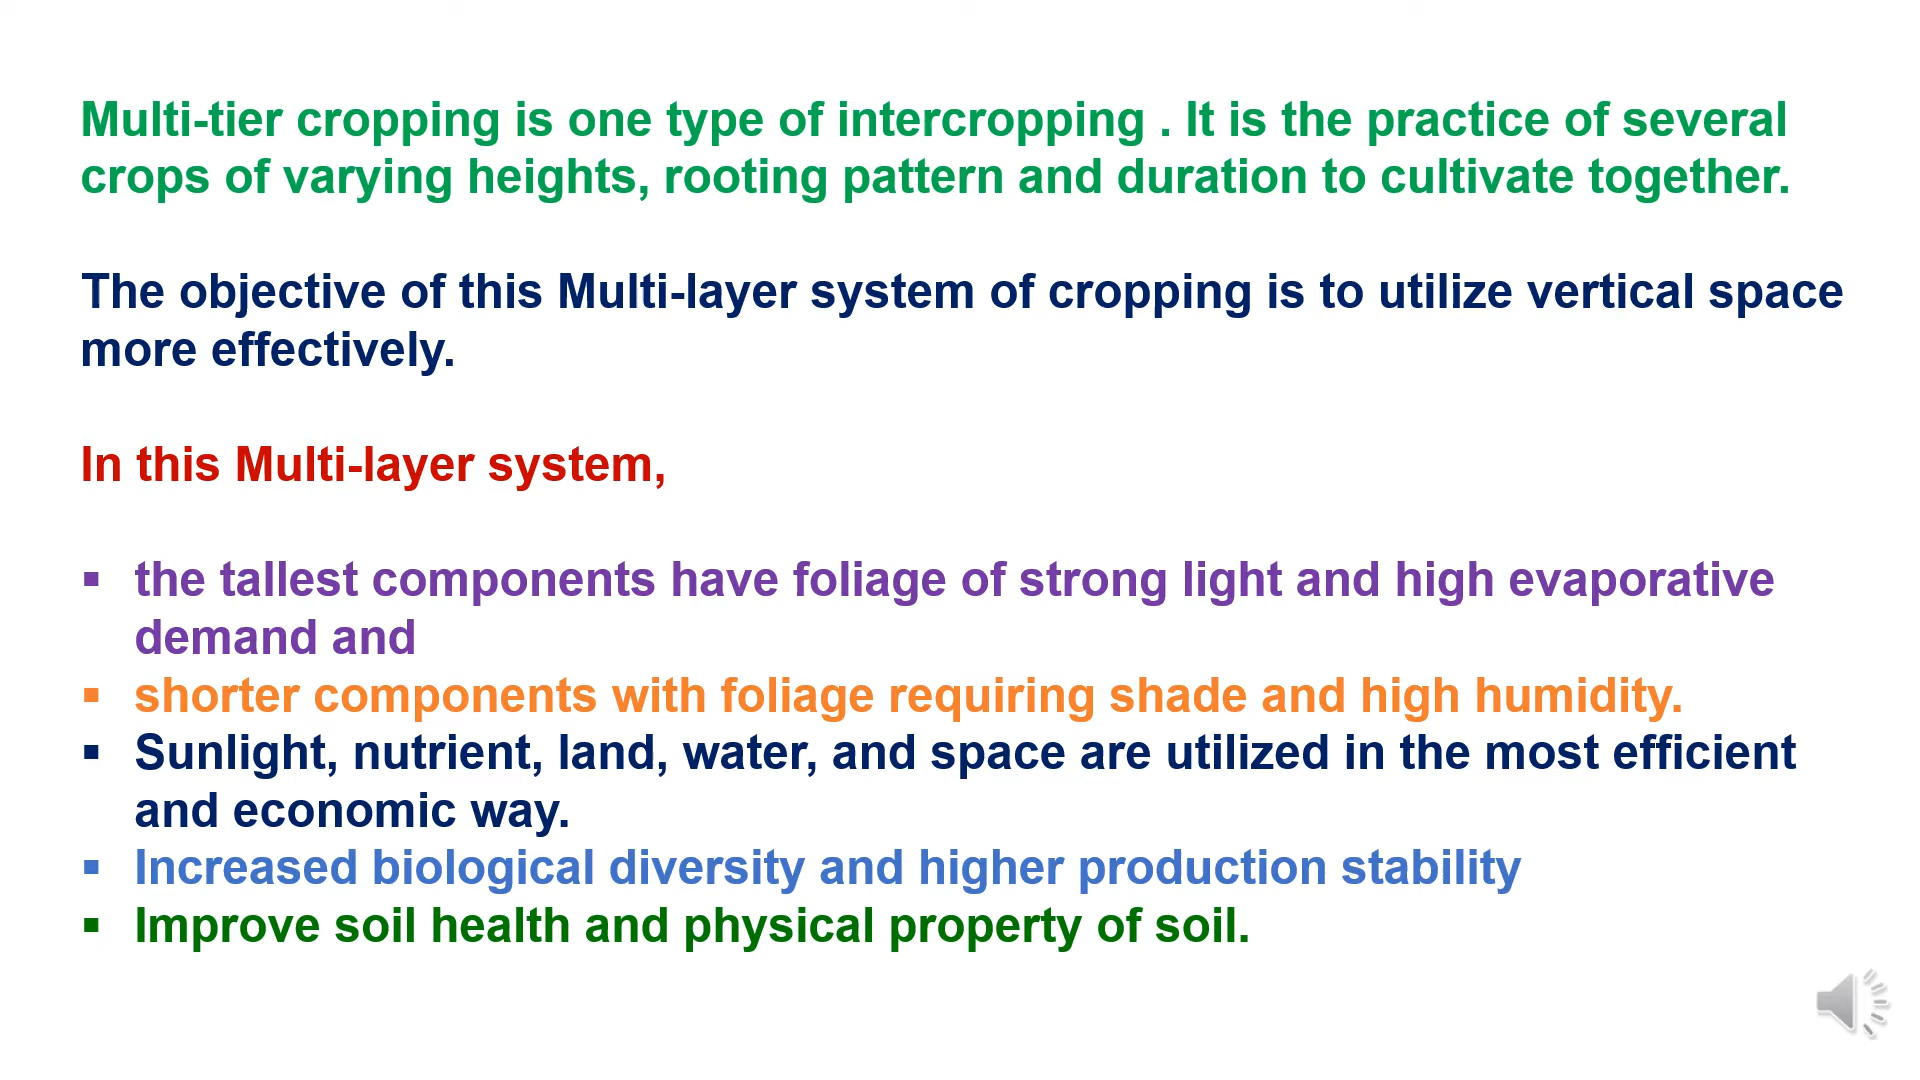 Multi-tier cropping is one type of intercropping . It is the practice of several
crops of varying heights, rooting pattern and duration to cultivate together.
The objective of this Multi-layer system of cropping is to utilize vertical space
more effectively.
In this Multi-layer system,
▪ the tallest components have foliage of strong light and high evaporative
demand and
▪ shorter components with foliage requiring shade and high humidity.
▪ Sunlight, nutrient, land, water, and space are utilized in the most efficient
and economic way.
▪ Increased biological diversity and higher production stability
▪ Improve soil health and physical property of soil.